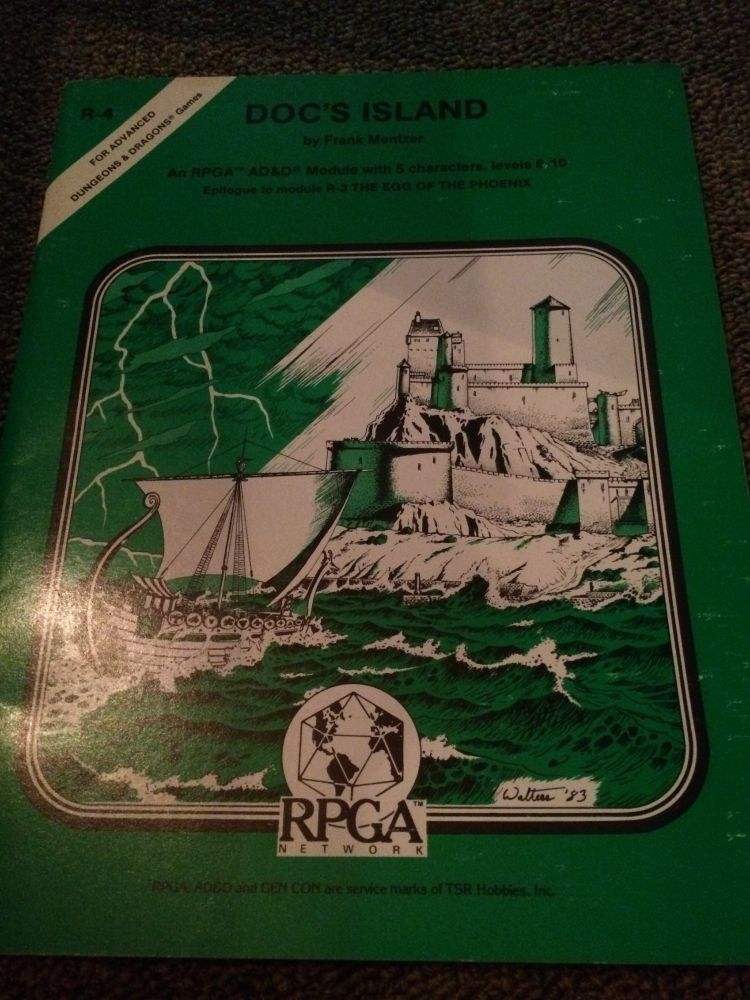 R-4
FOR ADVANCED
DUNGEONS & DRAGONS® Games
DOC'S ISLAND
by Frank Mentzer
An RPGA™ AD&D® Module with 5 characters, levels 8-10
Epilogue to module R-3 THE EGG OF THE PHOENIX
Walters '83
RPGA™
NETWORK
RPGA, AD&D and GEN CON are service marks of TSR Hobbies, Inc.